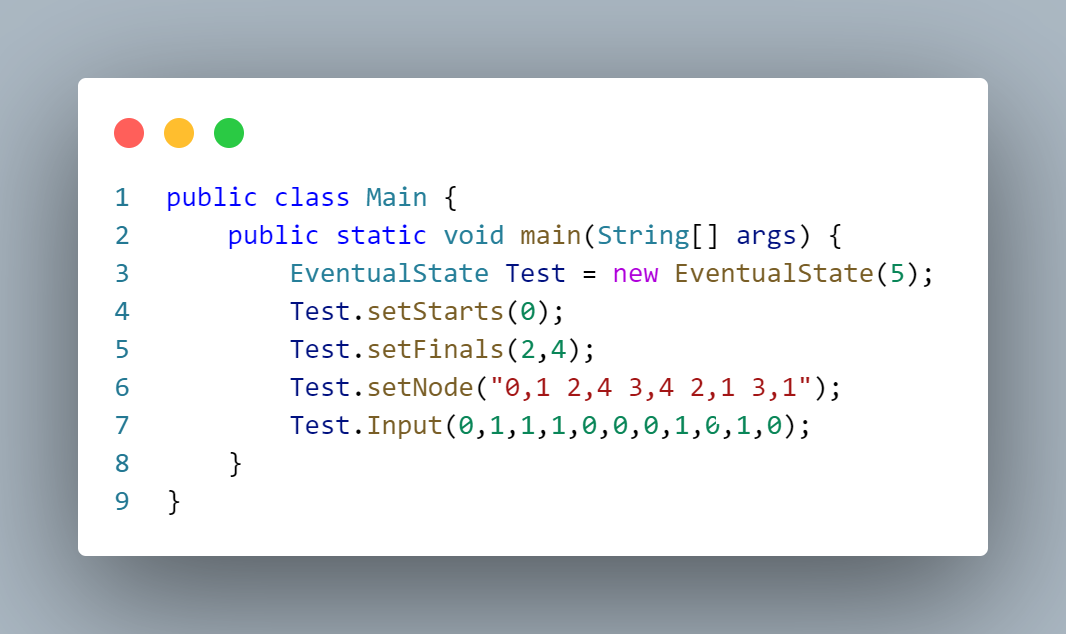 1 public class Main {
2 public static void main(String[] args) {
3 EventualState Test = new EventualState(5);
4 Test.setStarts(0);
5 Test.setFinals(2,4);
6 Test.setNode("0,1 2,4 3,4 2,1 3,1");
7 Test.Input(0,1,1,1,0,0,0,1,0,1,0);
8 }
9 }